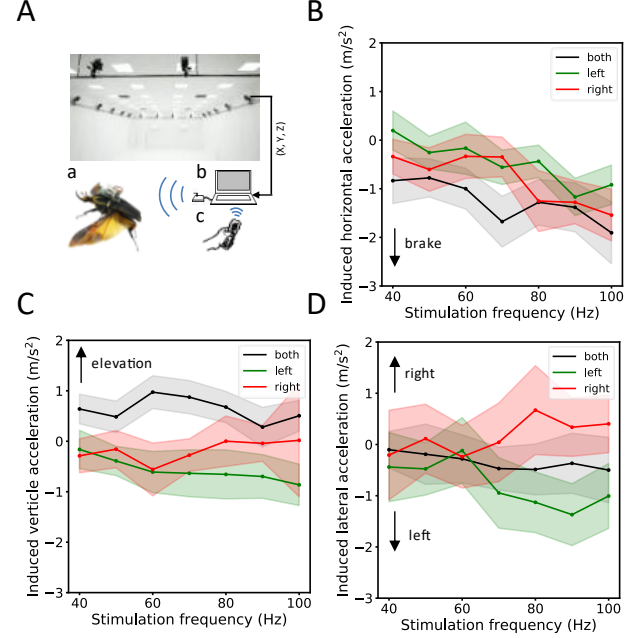 A
(X, Y, Z)
a
b
c
B
Induced horizontal acceleration (m/s²)
2
1
0
−1
−2
−3
both
left
right
brake
40
60
80
100
Stimulation frequency (Hz)
C
Induced verticle acceleration (m/s²)
2
1
0
−1
−2
−3
elevation
both
left
right
40
60
80
100
Stimulation frequency (Hz)
D
Induced lateral acceleration (m/s²)
2
1
0
−1
−2
−3
right
both
left
right
left
40
60
80
100
Stimulation frequency (Hz)